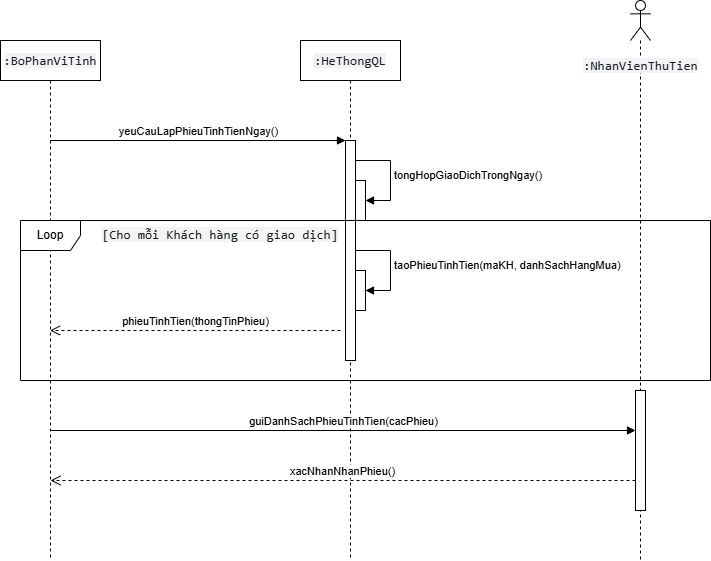 :BoPhanViTinh
:HeThongQL
:NhanVienThuTien
yeuCauLapPhieuTinhTienNgay()
tongHopGiaoDichTrongNgay()
Loop
[Cho mỗi Khách hàng có giao dịch]
taoPhieuTinhTien(maKH, danhSachHangMua)
phieuTinhTien(thongTinPhieu)
guiDanhSachPhieuTinhTien(cacPhieu)
xacNhanNhanPhieu()